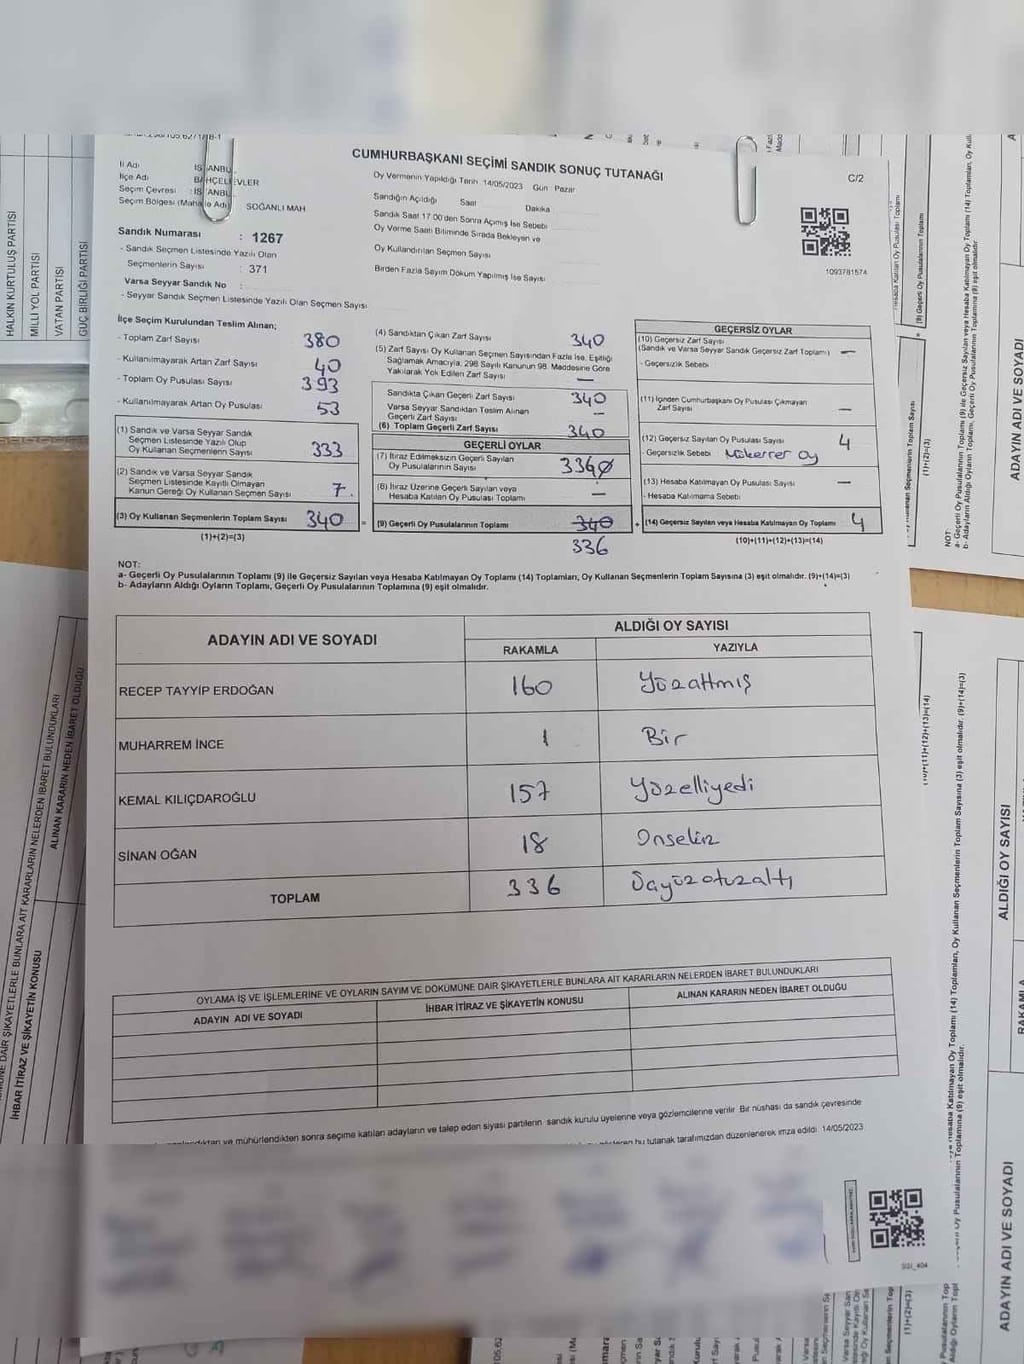 CUMHURBAŞKANI SEÇİMİ SANDIK SONUÇ TUTANAĞI
C/2
İl Adı
İlçe Adı
Seçim Çevresi
Seçim Bölgesi (Mahalle Adı) SOĞANLI MAH
Sandık Numarası : 1267
- Sandık Seçmen Listesinde Yazılı Olan
Seçmenlerin Sayısı : 371
Varsa Seyyar Sandık No :
- Seyyar Sandık Seçmen Listesinde Yazılı Olan Seçmen Sayısı
Oy Vermenin Yapıldığı Tarih 14/05/2023 Gün : Pazar
Sandığın Açıldığı Saat Dakika
Sandık Saat 17.00'den Sonra Açılmış İse Sebebi
Oy Verme Saati Bitiminde Sırada Bekleyen ve
Oy Kullandırılan Seçmen Sayısı
Birden Fazla Sayım Döküm Yapılmış İse Sayısı
1093781574
İlçe Seçim Kurulundan Teslim Alınan;
- Toplam Zarf Sayısı 380
- Kullanılmayarak Artan Zarf Sayısı 40
- Toplam Oy Pusulası Sayısı 393
- Kullanılmayarak Artan Oy Pusulası 53
(1) Sandık ve Varsa Seyyar Sandık
Seçmen Listesinde Yazılı Olup
Oy Kullanan Seçmenlerin Sayısı 333
(2) Sandık ve Varsa Seyyar Sandık
Seçmen Listesinde Kayıtlı Olmayan
Kanun Gereği Oy Kullanan Seçmen Sayısı 7.
(3) Oy Kullanan Seçmenlerin Toplam Sayısı 340
(1)+(2)=(3)
(4) Sandıktan Çıkan Zarf Sayısı 340
(5) Zarf Sayısı Oy Kullanan Seçmen Sayısından Fazla İse, Eşitliği
Sağlamak Amacıyla; 298 Sayılı Kanunun 98. Maddesine Göre
Yakılarak Yok Edilen Zarf Sayısı —
Sandıkta Çıkan Geçerli Zarf Sayısı 340
Varsa Seyyar Sandıktan Teslim Alınan
Geçerli Zarf Sayısı —
(6) Toplam Geçerli Zarf Sayısı 340
GEÇERLİ OYLAR
(7) İtiraz Edilmeksizin Geçerli Sayılan
Oy Pusulalarının Sayısı
(8) İtiraz Üzerine Geçerli Sayılan veya
Hesaba Katılan Oy Pusulası Toplamı —
(9) Geçerli Oy Pusulalarının Toplamı 340
336
GEÇERSİZ OYLAR
(10) Geçersiz Zarf Sayısı
(Sandık ve Varsa Seyyar Sandık Geçersiz Zarf Toplamı) —
- Geçersizlik Sebebi
(11) İçinden Cumhurbaşkanı Oy Pusulası Çıkmayan
Zarf Sayısı —
(12) Geçersiz Sayılan Oy Pusulası Sayısı 4
- Geçersizlik Sebebi : Mükerrer Oy
(13) Hesaba Katılmayan Oy Pusulası Sayısı —
- Hesaba Katılmama Sebebi
(14) Geçersiz Sayılan veya Hesaba Katılmayan Oy Toplamı 4
(10)+(11)+(12)+(13)=(14)
NOT:
a- Geçerli Oy Pusulalarının Toplamı (9) ile Geçersiz Sayılan veya Hesaba Katılmayan Oy Toplamı (14) Toplamları, Oy Kullanan Seçmenlerin Toplam Sayısına (3) eşit olmalıdır. (9)+(14)=(3)
b- Adayların Aldığı Oyların Toplamı, Geçerli Oy Pusulalarının Toplamına (9) eşit olmalıdır.
ADAYIN ADI VE SOYADI ALDIĞI OY SAYISI
RAKAMLA YAZIYLA
RECEP TAYYİP ERDOĞAN 160 Yüzaltmış
MUHARREM İNCE 1 Bir
KEMAL KILIÇDAROĞLU 157 Yüzelliyedi
SİNAN OĞAN 18 Onsekiz
TOPLAM 336 Üçyüzotuzaltı
OYLAMA İŞ VE İŞLEMLERİNE VE OYLARIN SAYIM VE DÖKÜMÜNE DAİR ŞİKAYETLERLE BUNLARA AİT KARARLARIN NELERDEN İBARET BULUNDUKLARI
ADAYIN ADI VE SOYADI İHBAR İTİRAZ VE ŞİKAYETİN KONUSU ALINAN KARARIN NEDEN İBARET OLDUĞU
ve mühürlendikten sonra seçime katılan adayların ve talep eden siyasi partilerin sandık kurulu üyelerine veya gözlemcilerine verilir. Bir nüshası da sandık çevresinde
bu tutanak tarafımızdan düzenlenerek imza edildi. 14/05/2023
HALKIN KURTULUŞ PARTİSİ
MİLLİ YOL PARTİSİ
VATAN PARTİSİ
GÜÇ BİRLİĞİ PARTİSİ
ALINAN KARARIN NEDEN İBARET OLDUĞU
İHBAR İTİRAZ VE ŞİKAYETİN KONUSU
ADAYIN ADI VE SOYADI
ALDIĞI OY SAYISI
RAKAMLA
ADAYIN ADI VE SOYADI